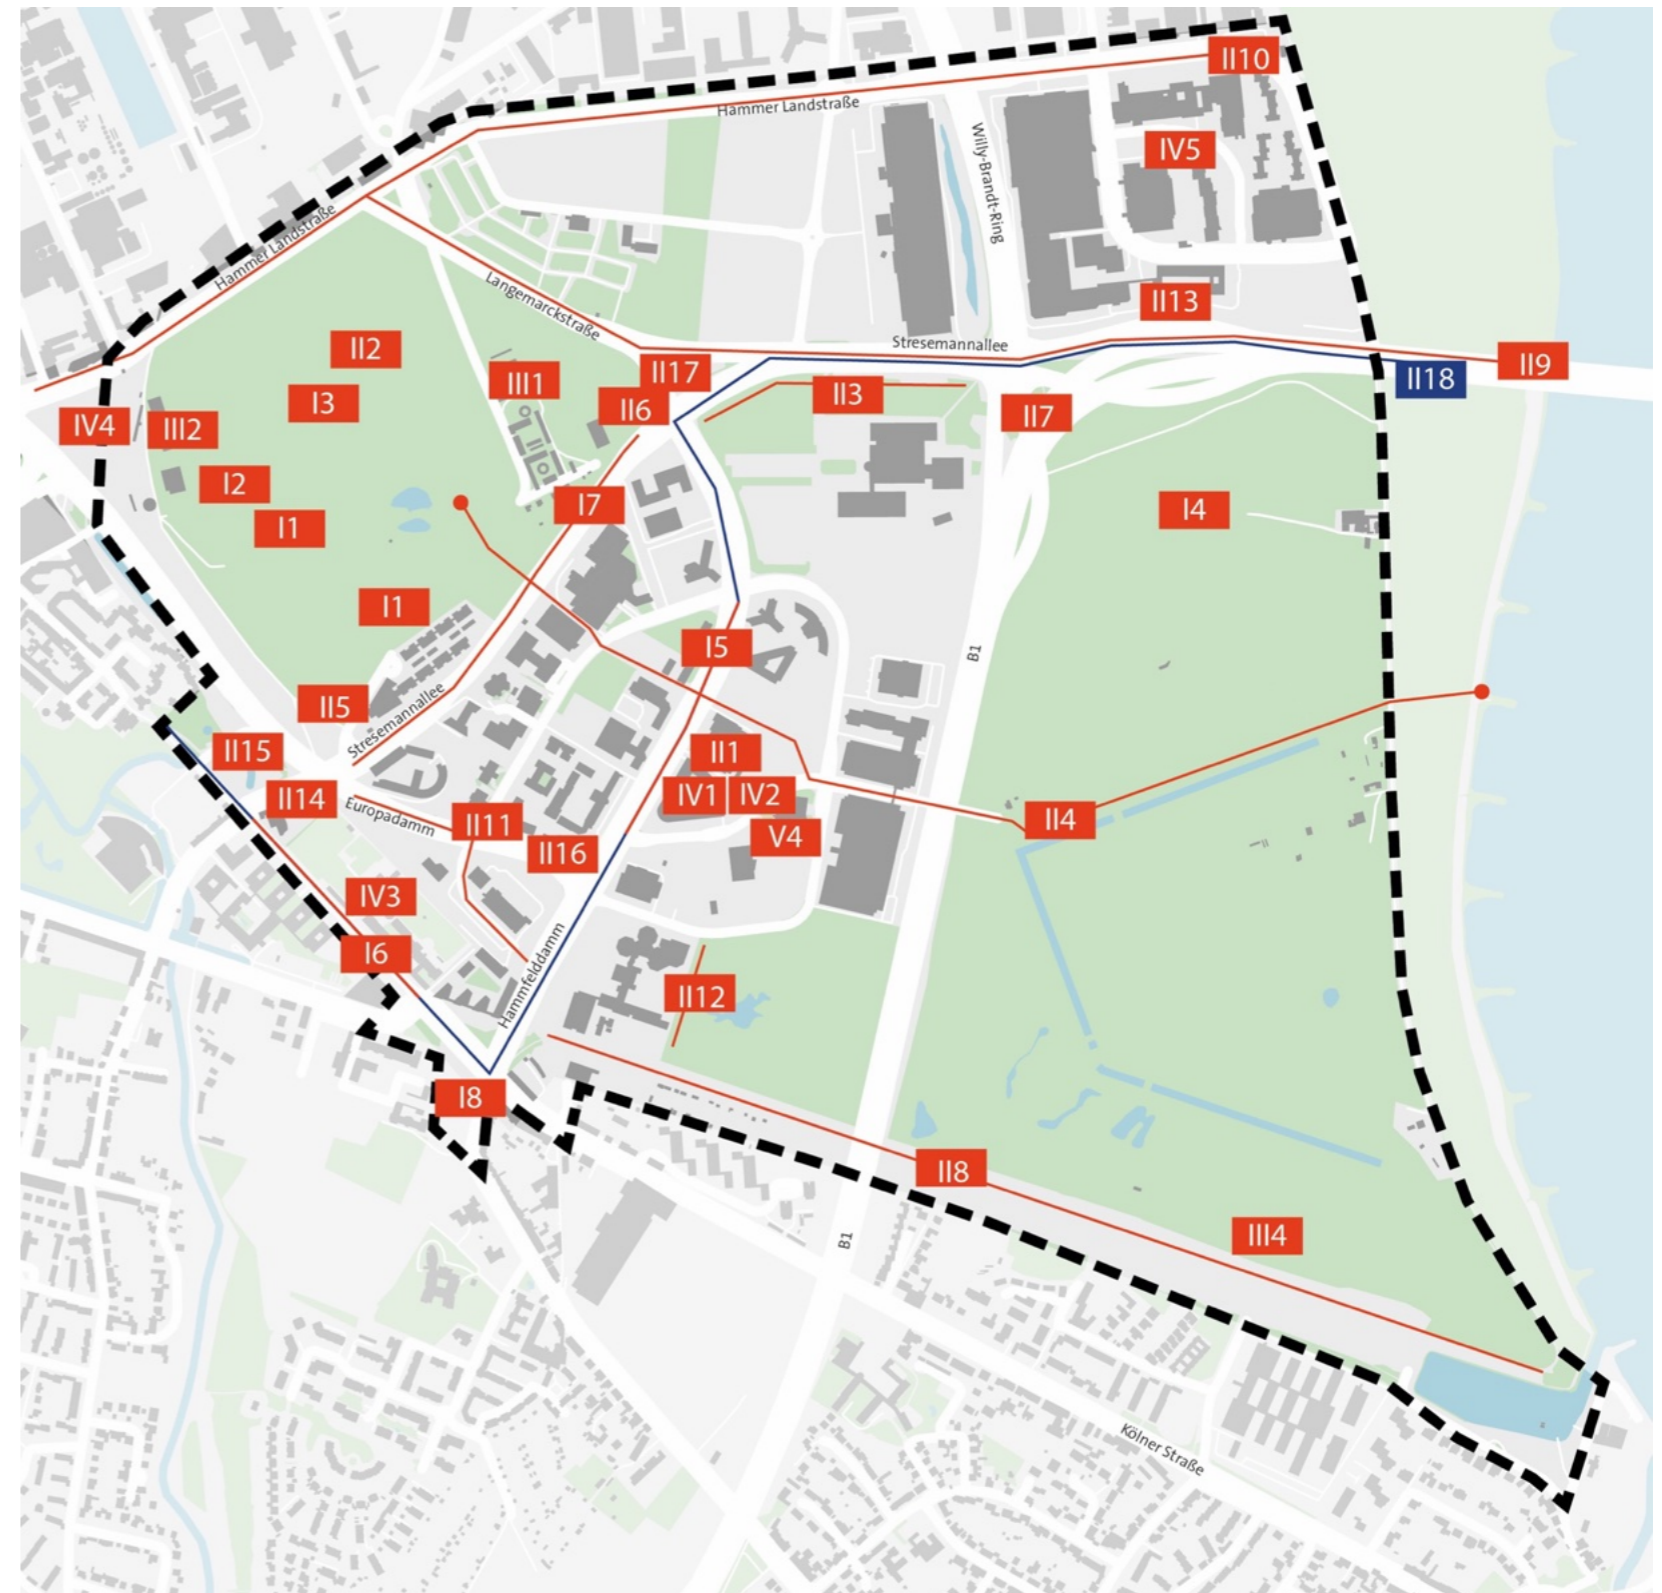 II10
Hammer Landstraße
Willy-Brandt-Ring
IV5
Hammer Landstraße
Langemarckstraße
II13
Stresemannallee
II2
II17
III1
II9
II18
I3
II6
II3
II7
IV4
III2
I2
I7
I4
I1
I1
I5
B1
II5
Stresemannallee
II15
II1
IV1
IV2
II14
Europadamm
II11
II4
V4
II16
IV3
I6
Hammfelddamm
II12
I8
II8
III4
B1
Kölner Straße